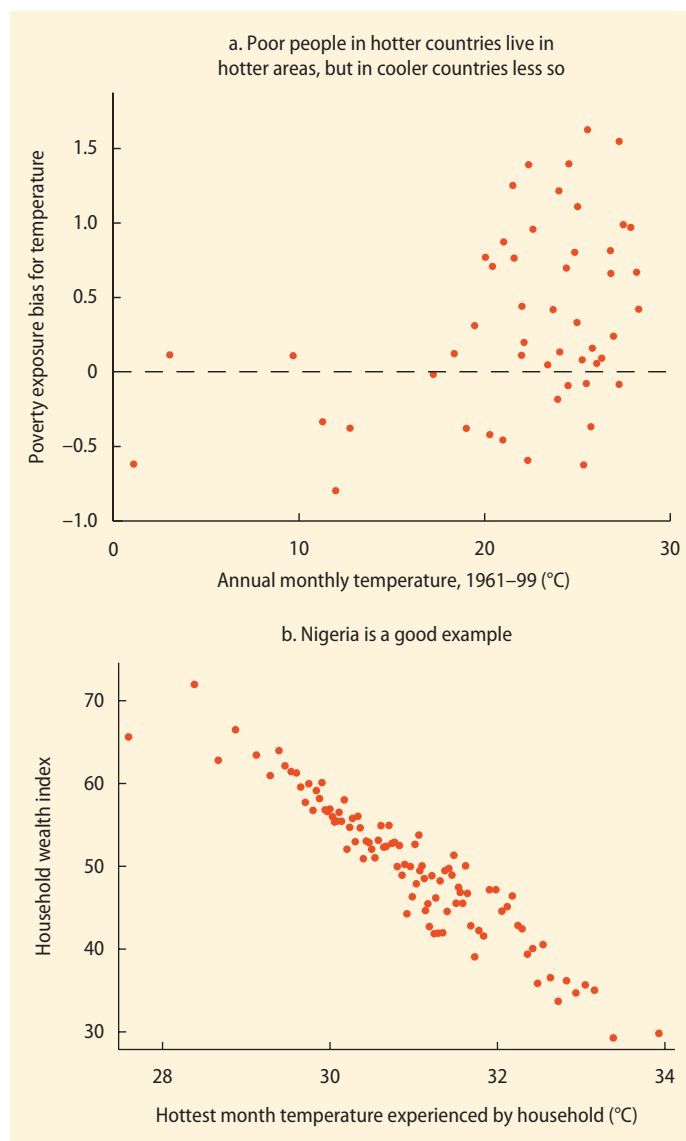 a. Poor people in hotter countries live in
hotter areas, but in cooler countries less so
Poverty exposure bias for temperature
1.5
1.0
0.5
0
−0.5
−1.0
0
10
20
30
Annual monthly temperature, 1961–99 (°C)
b. Nigeria is a good example
Household wealth index
70
60
50
40
30
28
30
32
34
Hottest month temperature experienced by household (°C)